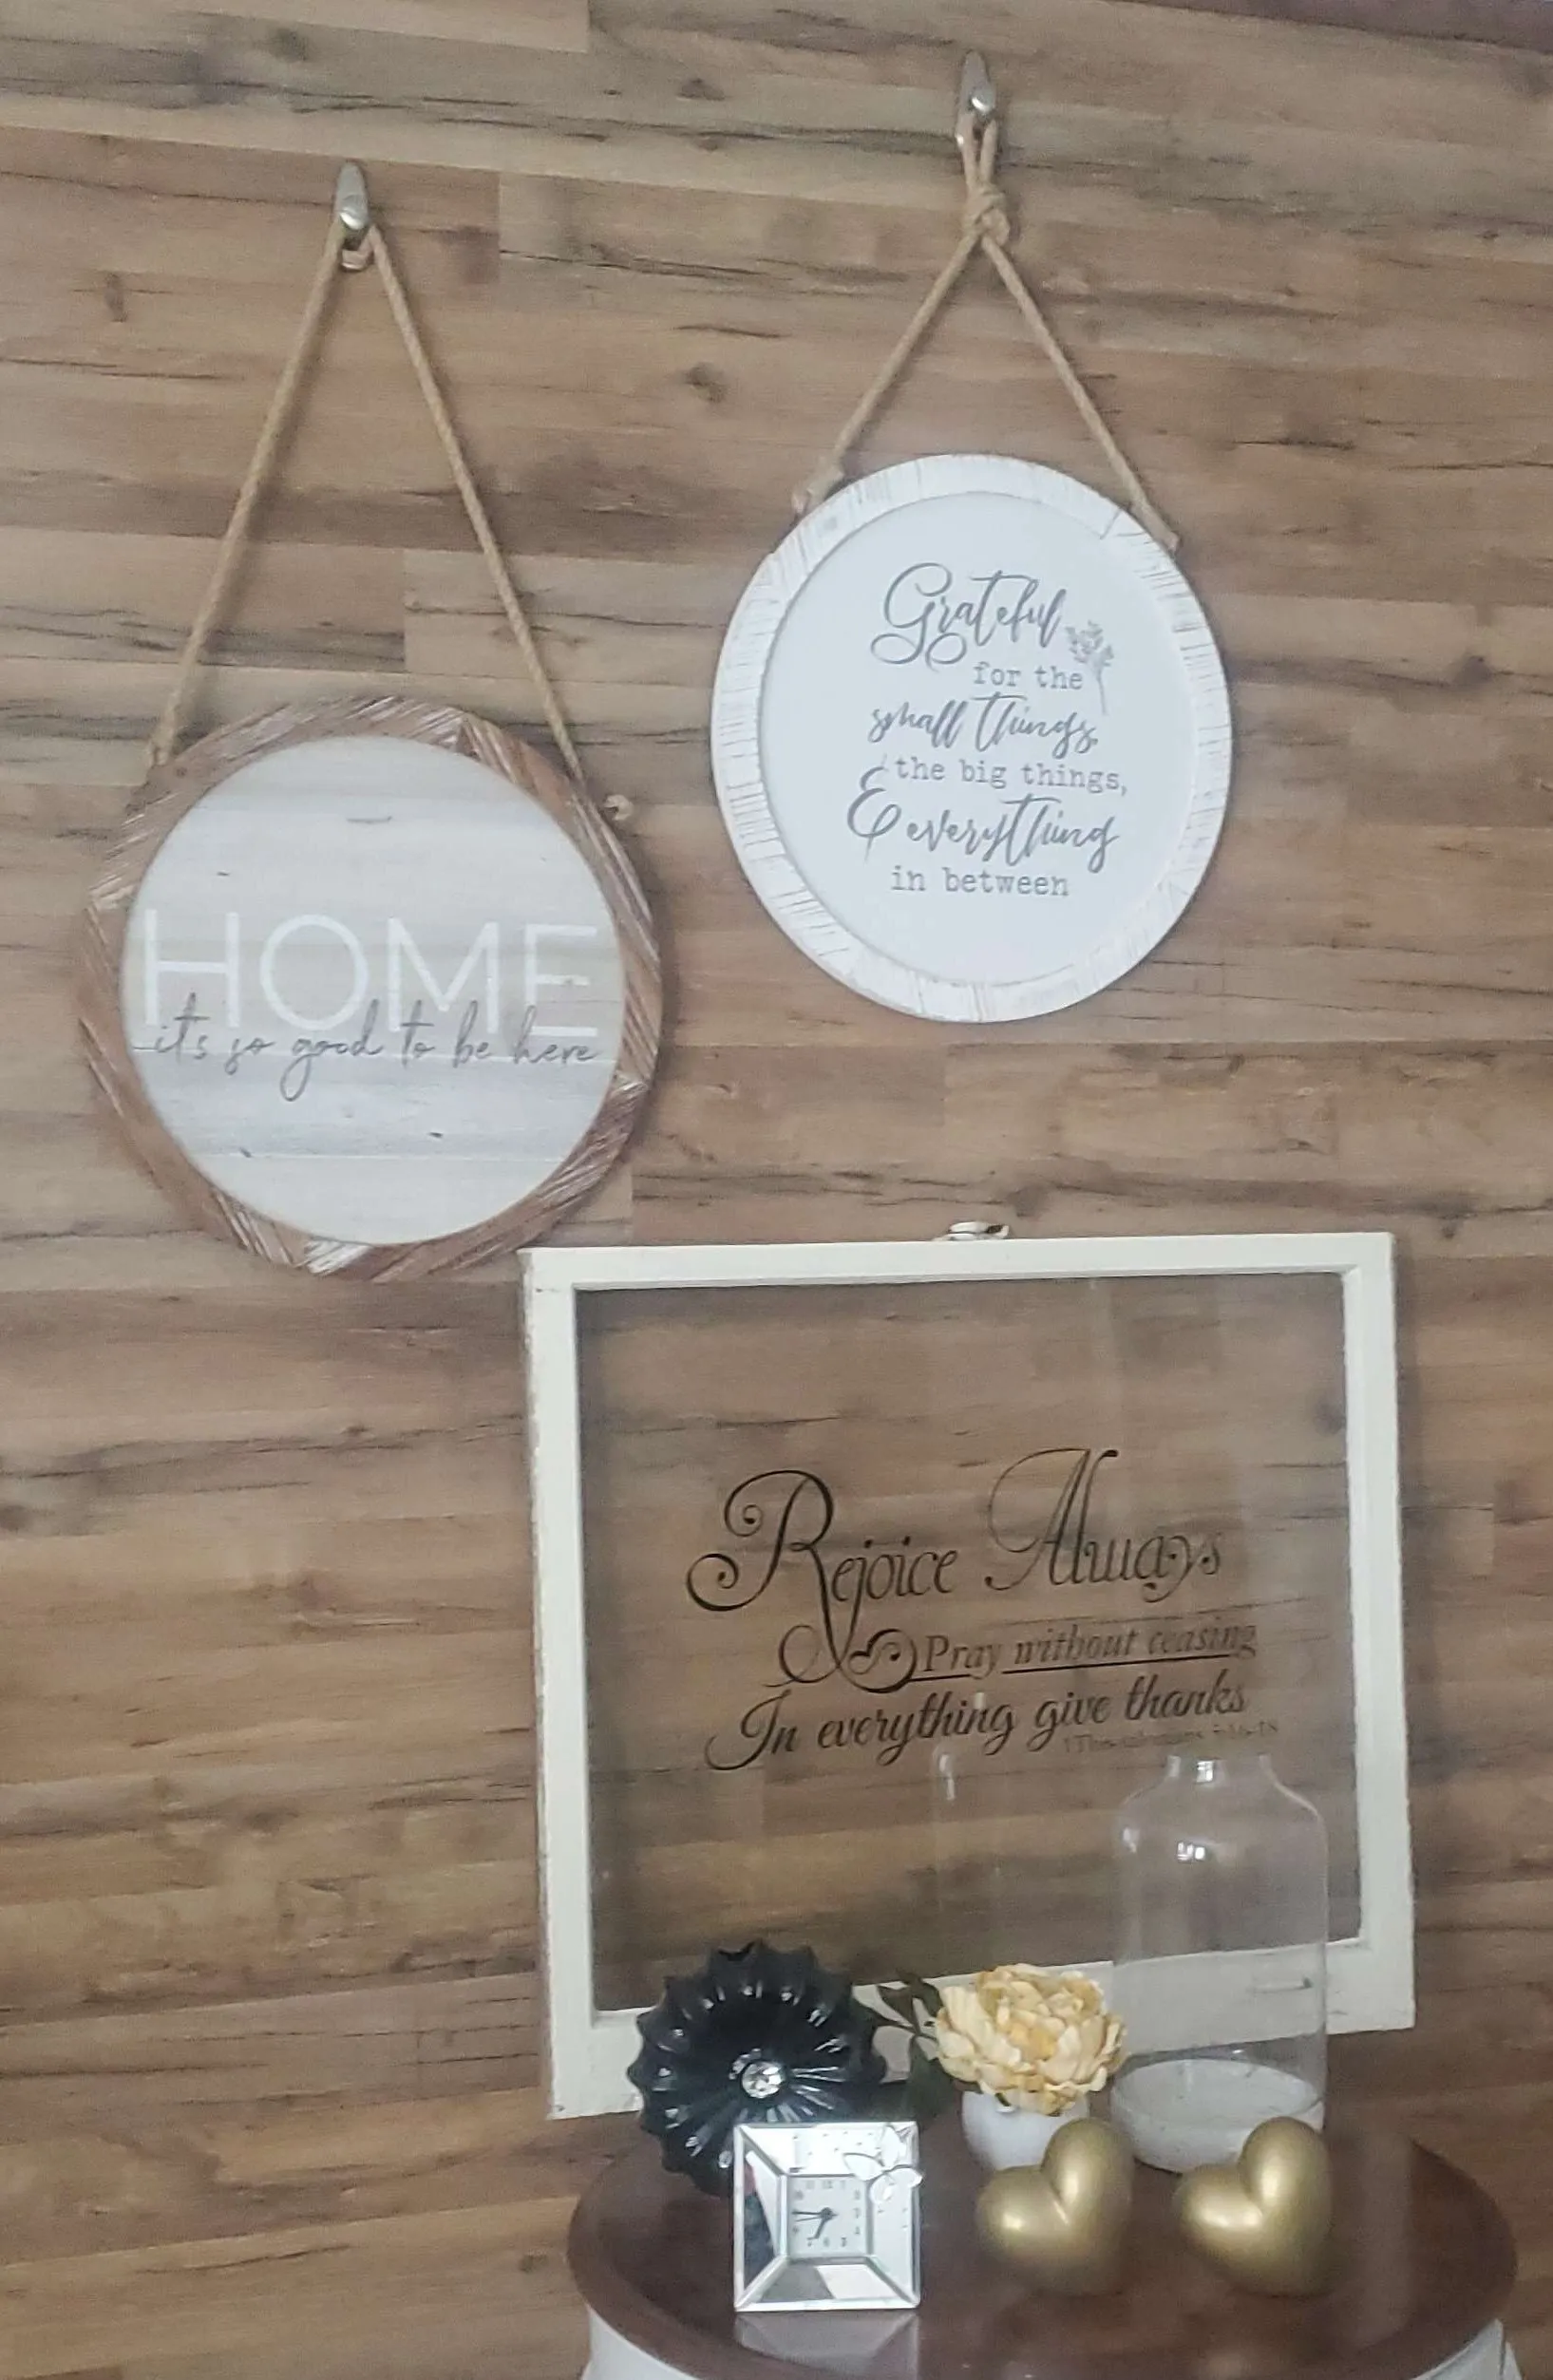 HOME
it's so good to be here
Grateful
for the
small things,
the big things,
& everything
in between
Rejoice Always
Pray without ceasing
In everything give thanks